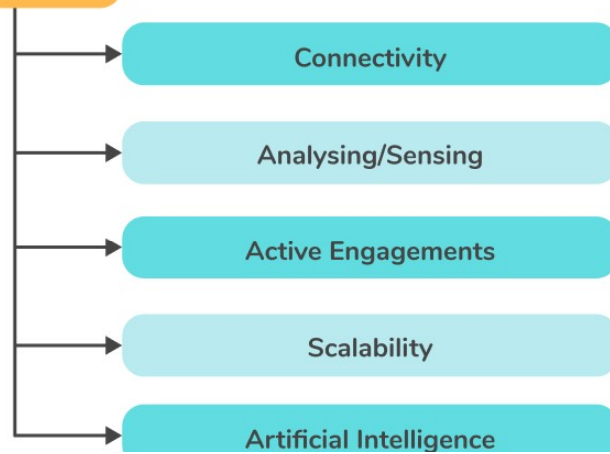 Connectivity
Analysing/Sensing
Active Engagements
Scalability
Artificial Intelligence